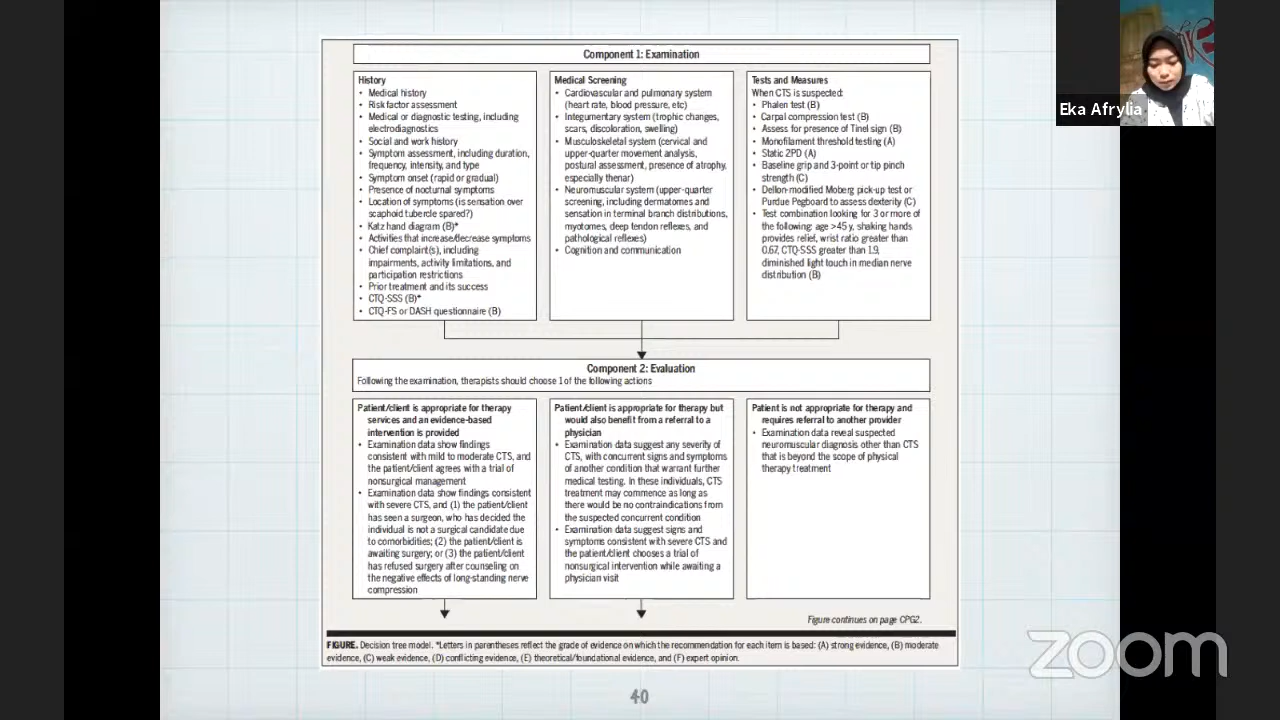 Component 1: Examination
History
• Medical history
• Risk factor assessment
• Medical or diagnostic testing, including
electrodiagnostics
• Social and work history
• Symptom assessment, including duration,
frequency, intensity, and type
• Symptom onset (rapid or gradual)
• Presence of nocturnal symptoms
• Location of symptoms (is sensation over
scaphoid tubercle spared?)
• Katz hand diagram (B)*
• Activities that increase/decrease symptoms
• Chief complaint(s), including
impairments, activity limitations, and
participation restrictions
• Prior treatment and its success
• CTQ-SSS (B)*
• CTQ-FS or DASH questionnaire (B)
Medical Screening
• Cardiovascular and pulmonary system
(heart rate, blood pressure, etc)
• Integumentary system (trophic changes,
scars, discoloration, swelling)
• Musculoskeletal system (cervical and
upper-quarter movement analysis,
postural assessment, presence of atrophy,
especially thenar)
• Neuromuscular system (upper-quarter
screening, including dermatomes and
sensation in terminal branch distributions,
myotomes, deep tendon reflexes, and
pathological reflexes)
• Cognition and communication
Tests and Measures
When CTS is suspected:
• Phalen test (B)
• Carpal compression test (B)
• Assess for presence of Tinel sign (B)
• Monofilament threshold testing (A)
• Static 2PD (A)
• Baseline grip and 3-point or tip pinch
strength (C)
• Dellon-modified Moberg pick-up test or
Purdue Pegboard to assess dexterity (C)
• Test combination looking for 3 or more of
the following: age >45 y, shaking hands
provides relief, wrist ratio greater than
0.67, CTQ-SSS greater than 1.9,
diminished light touch in median nerve
distribution (B)
Component 2: Evaluation
Following the examination, therapists should choose 1 of the following actions
Patient/client is appropriate for therapy
services and an evidence-based
intervention is provided
• Examination data show findings
consistent with mild to moderate CTS, and
the patient/client agrees with a trial of
nonsurgical management
• Examination data show findings consistent
with severe CTS, and (1) the patient/client
has seen a surgeon, who has decided the
individual is not a surgical candidate due
to comorbidities; (2) the patient/client is
awaiting surgery; or (3) the patient/client
has refused surgery after counseling on
the negative effects of long-standing nerve
compression
Patient/client is appropriate for therapy but
would also benefit from a referral to a
physician
• Examination data suggest any severity of
CTS, with concurrent signs and symptoms
of another condition that warrant further
medical testing. In these individuals, CTS
treatment may commence as long as
there would be no contraindications from
the suspected concurrent condition
• Examination data suggest signs and
symptoms consistent with severe CTS and
the patient/client chooses a trial of
nonsurgical intervention while awaiting a
physician visit
Patient is not appropriate for therapy and
requires referral to another provider
• Examination data reveal suspected
neuromuscular diagnosis other than CTS
that is beyond the scope of physical
therapy treatment
Figure continues on page CPG2.
FIGURE. Decision tree model. *Letters in parentheses reflect the grade of evidence on which the recommendation for each item is based: (A) strong evidence, (B) moderate
evidence, (C) weak evidence, (D) conflicting evidence, (E) theoretical/foundational evidence, and (F) expert opinion.
40
Eka Afrylia
zoom